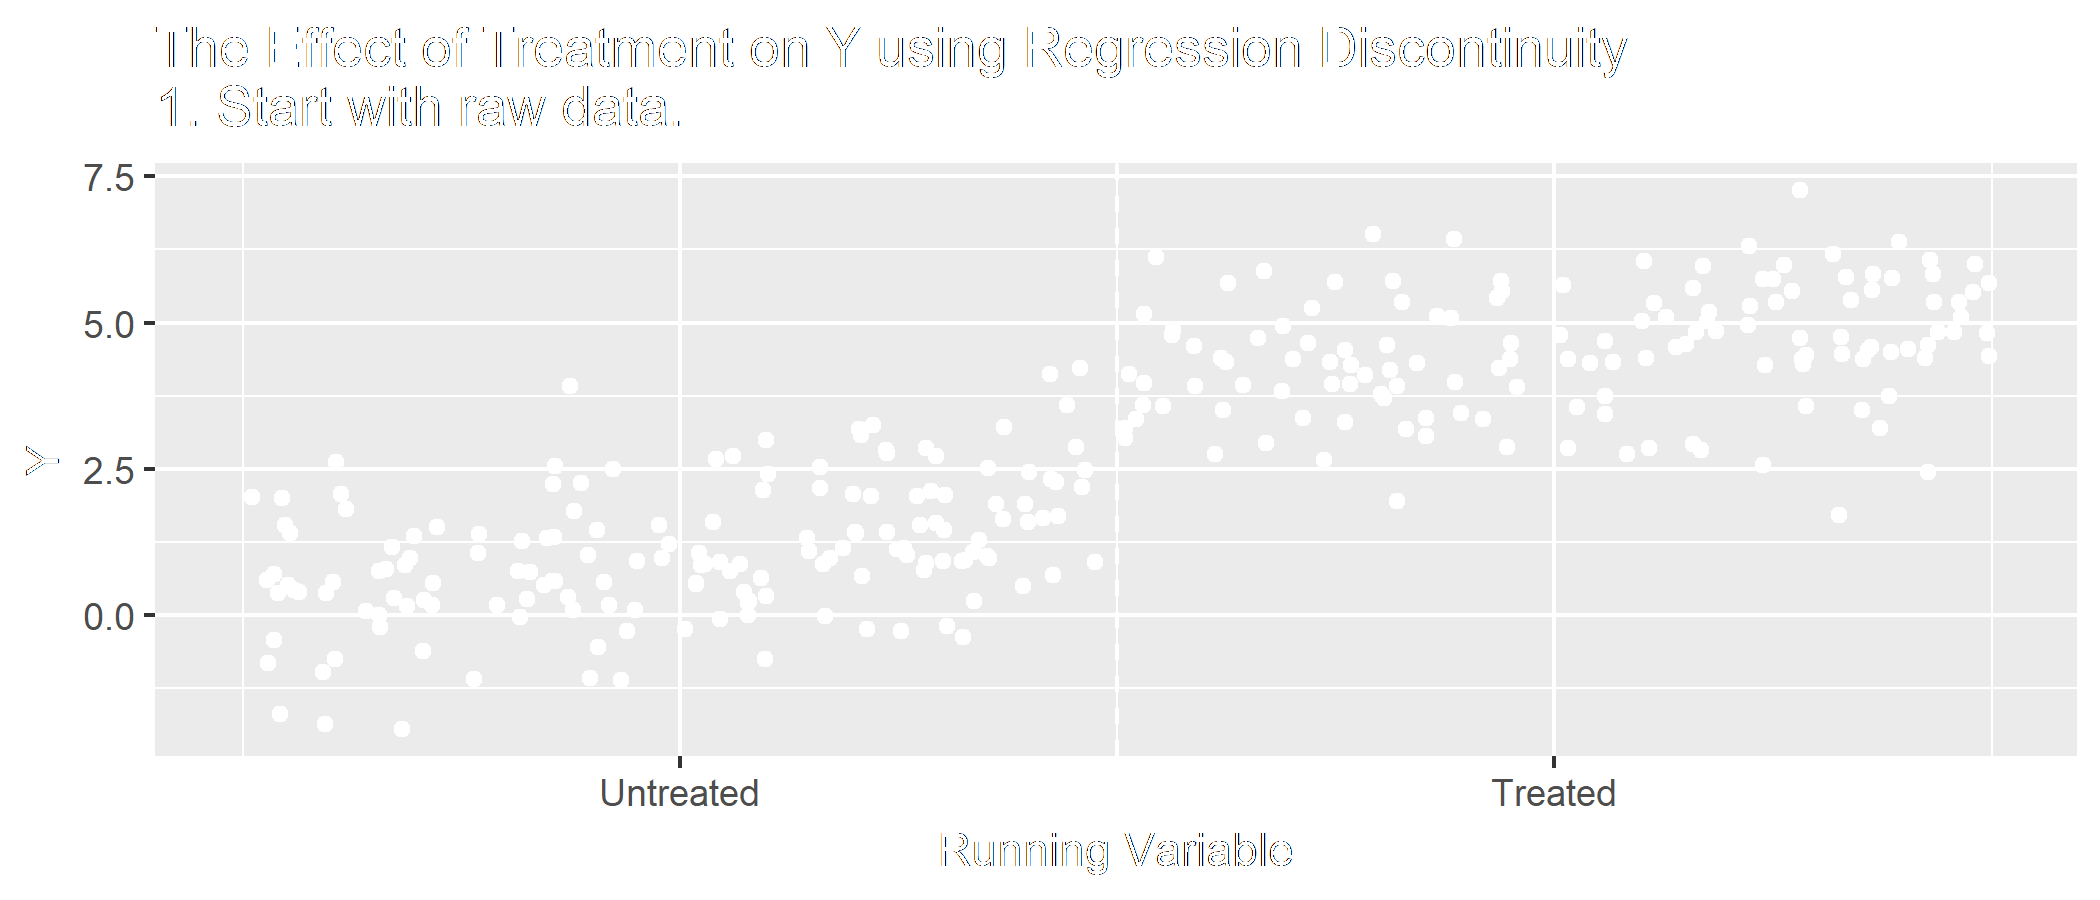 The Effect of Treatment on Y using Regression Discontinuity
1. Start with raw data.
7.5
5.0
2.5
0.0
Y
Untreated
Treated
Running Variable